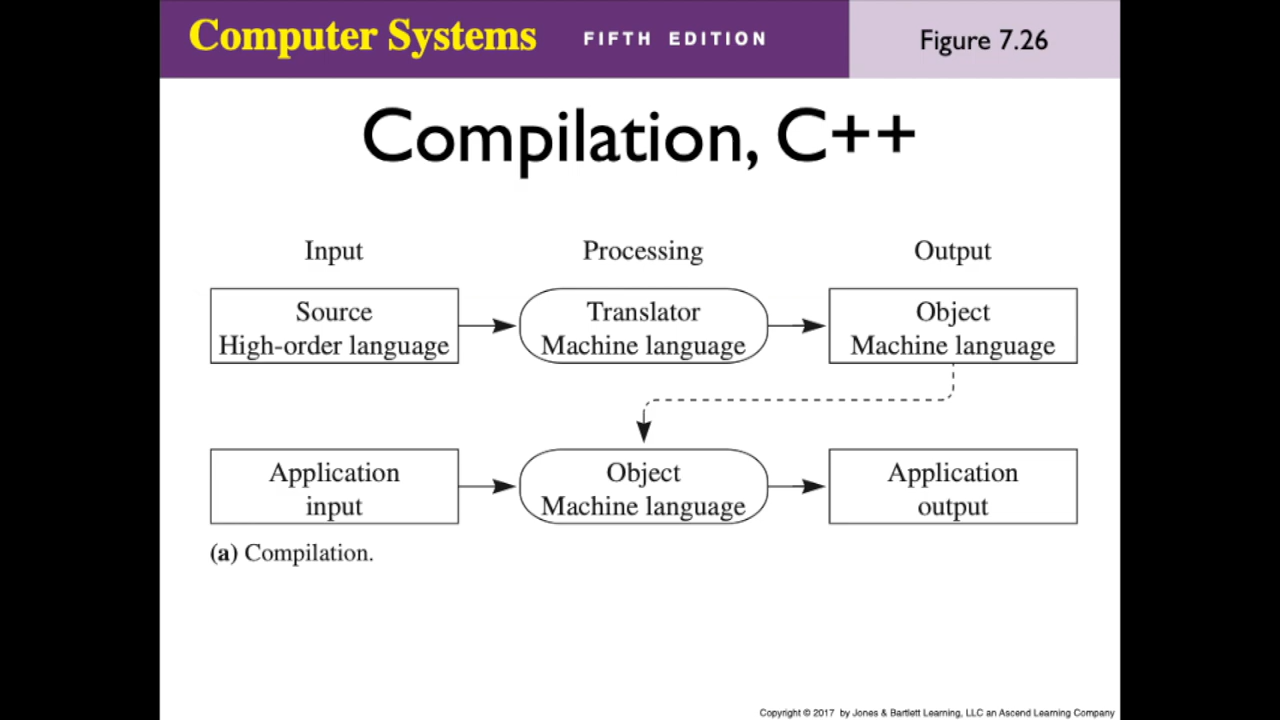 Computer Systems FIFTH EDITION Figure 7.26
Compilation, C++
Input Processing Output
Source Translator Object
High-order language Machine language Machine language
Application Object Application
input Machine language output
(a) Compilation.
Copyright © 2017 by Jones & Bartlett Learning, LLC an Ascend Learning Company